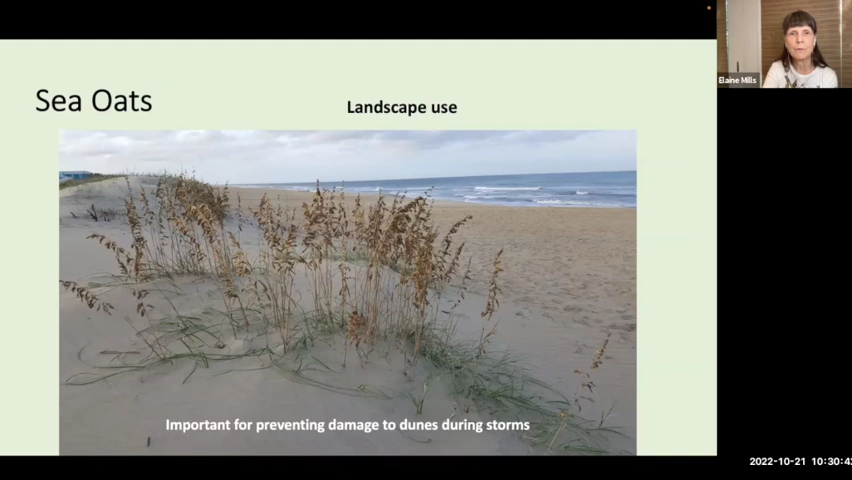 Sea Oats
Landscape use
Important for preventing damage to dunes during storms
Elaine Mills
2022-10-21 10:30:42